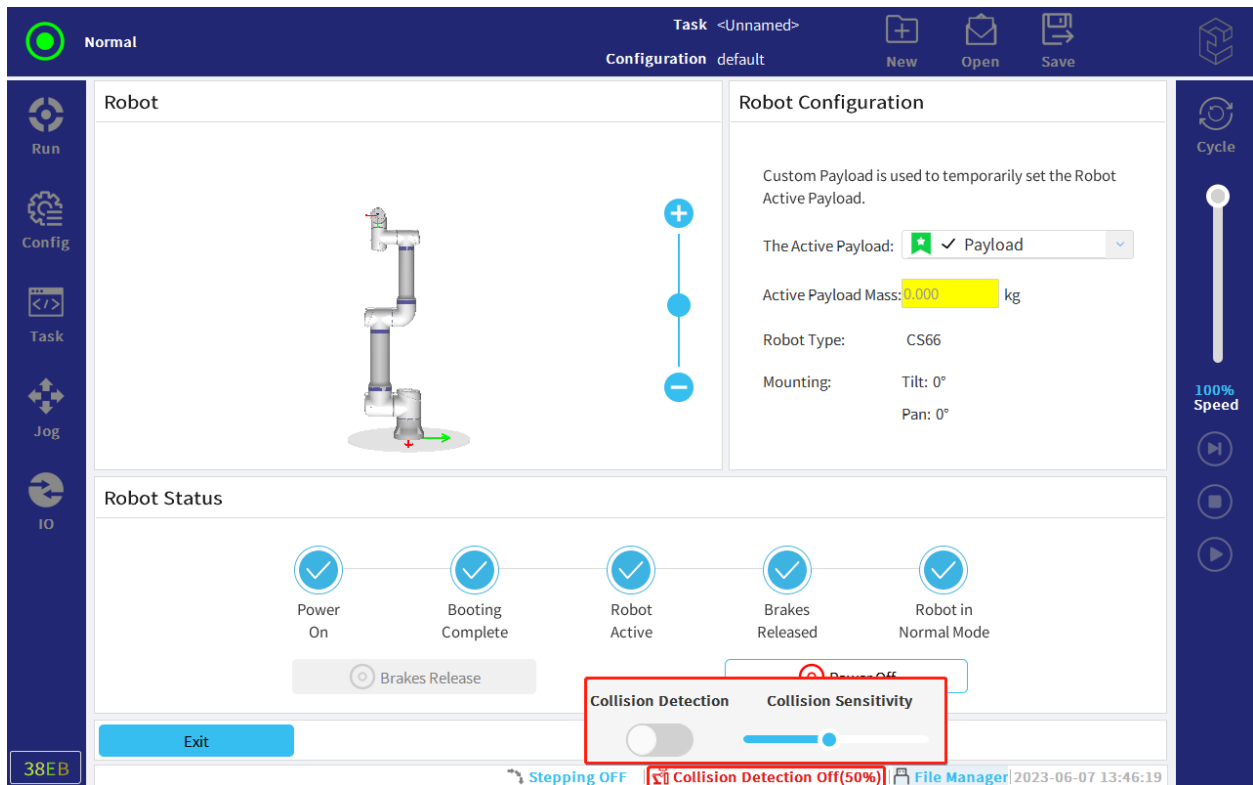 Normal
Task <Unnamed>
Configuration default
New
Open
Save
Run
Config
Task
Jog
IO
38EB
Robot
Robot Configuration
Custom Payload is used to temporarily set the Robot
Active Payload.
The Active Payload: Payload
Active Payload Mass: 0.000 kg
Robot Type: CS66
Mounting: Tilt: 0°
Pan: 0°
Cycle
100%
Speed
Robot Status
Power
On
Booting
Complete
Robot
Active
Brakes
Released
Robot in
Normal Mode
Brakes Release
Power Off
Collision Detection
Collision Sensitivity
Exit
Stepping OFF
Collision Detection Off(50%)
File Manager
2023-06-07 13:46:19